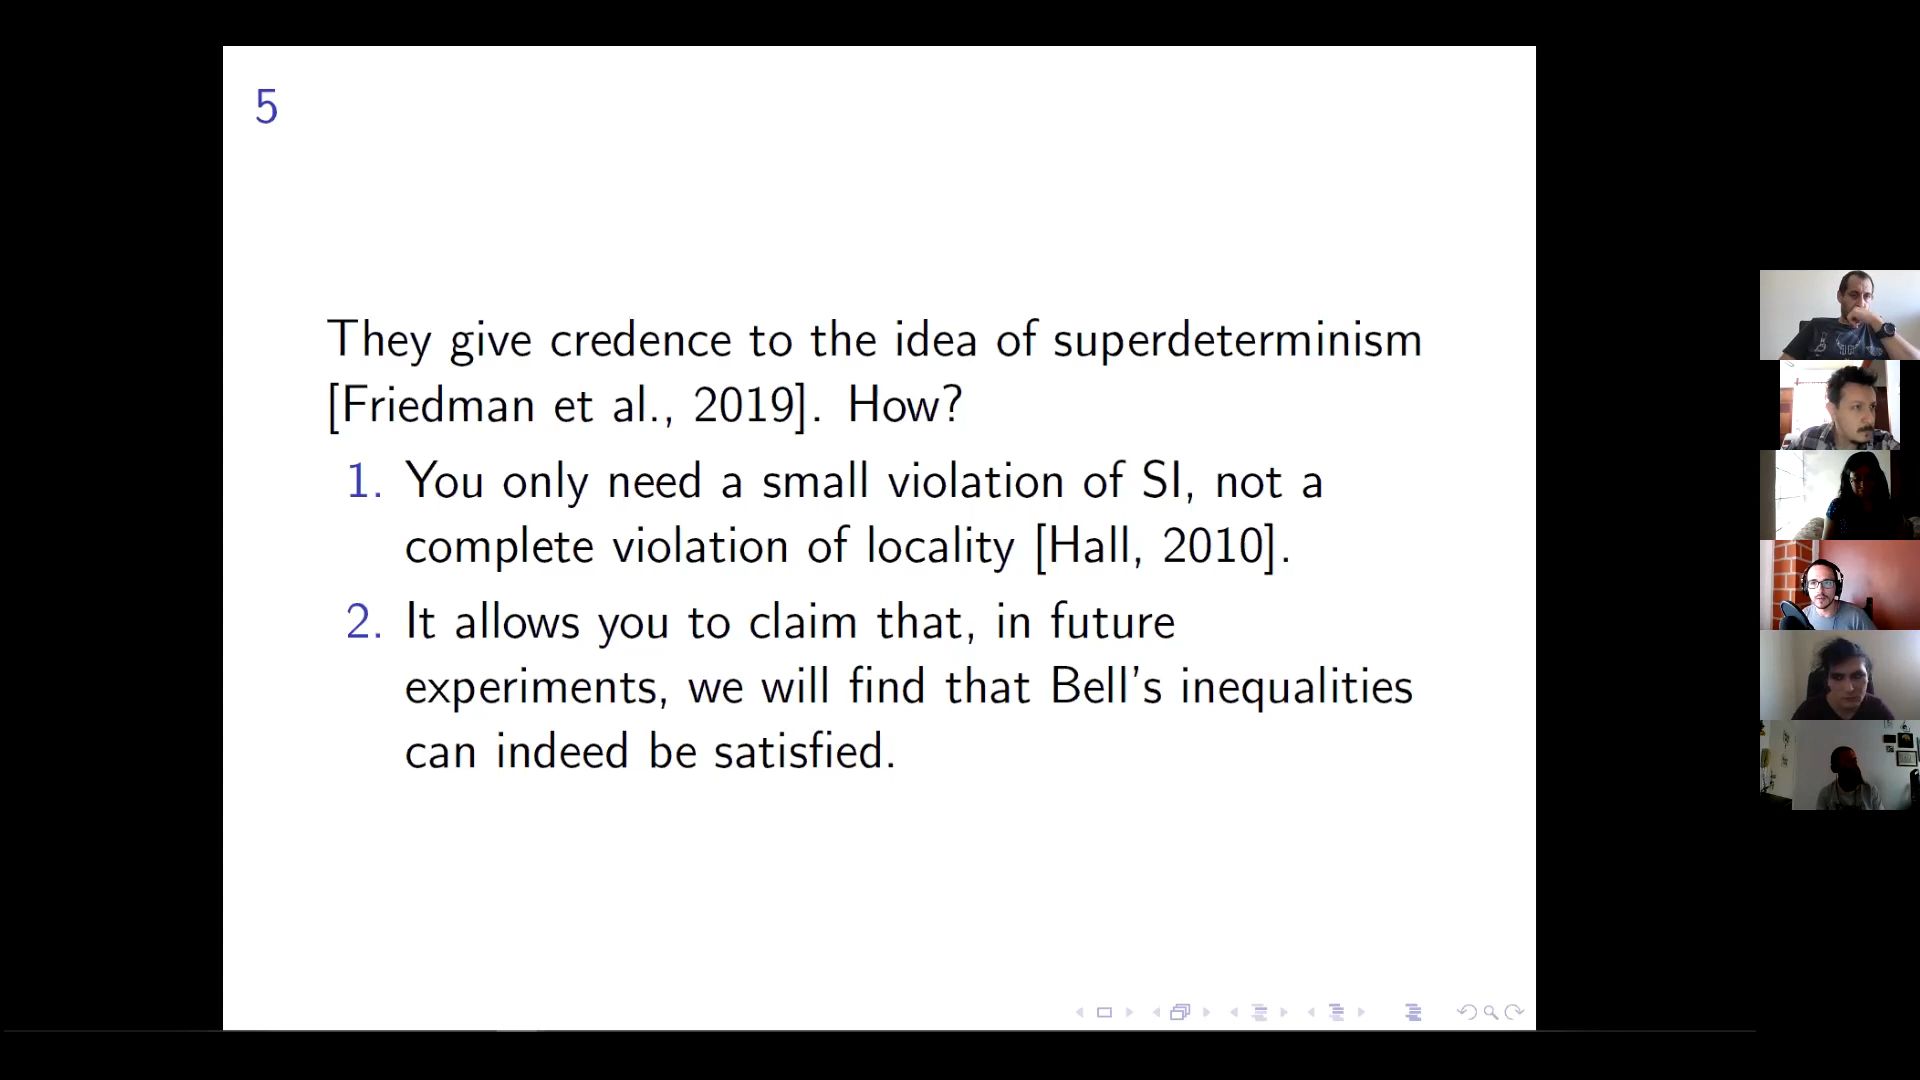 5
They give credence to the idea of superdeterminism
[Friedman et al., 2019]. How?
1. You only need a small violation of SI, not a
complete violation of locality [Hall, 2010].
2. It allows you to claim that, in future
experiments, we will find that Bell's inequalities
can indeed be satisfied.